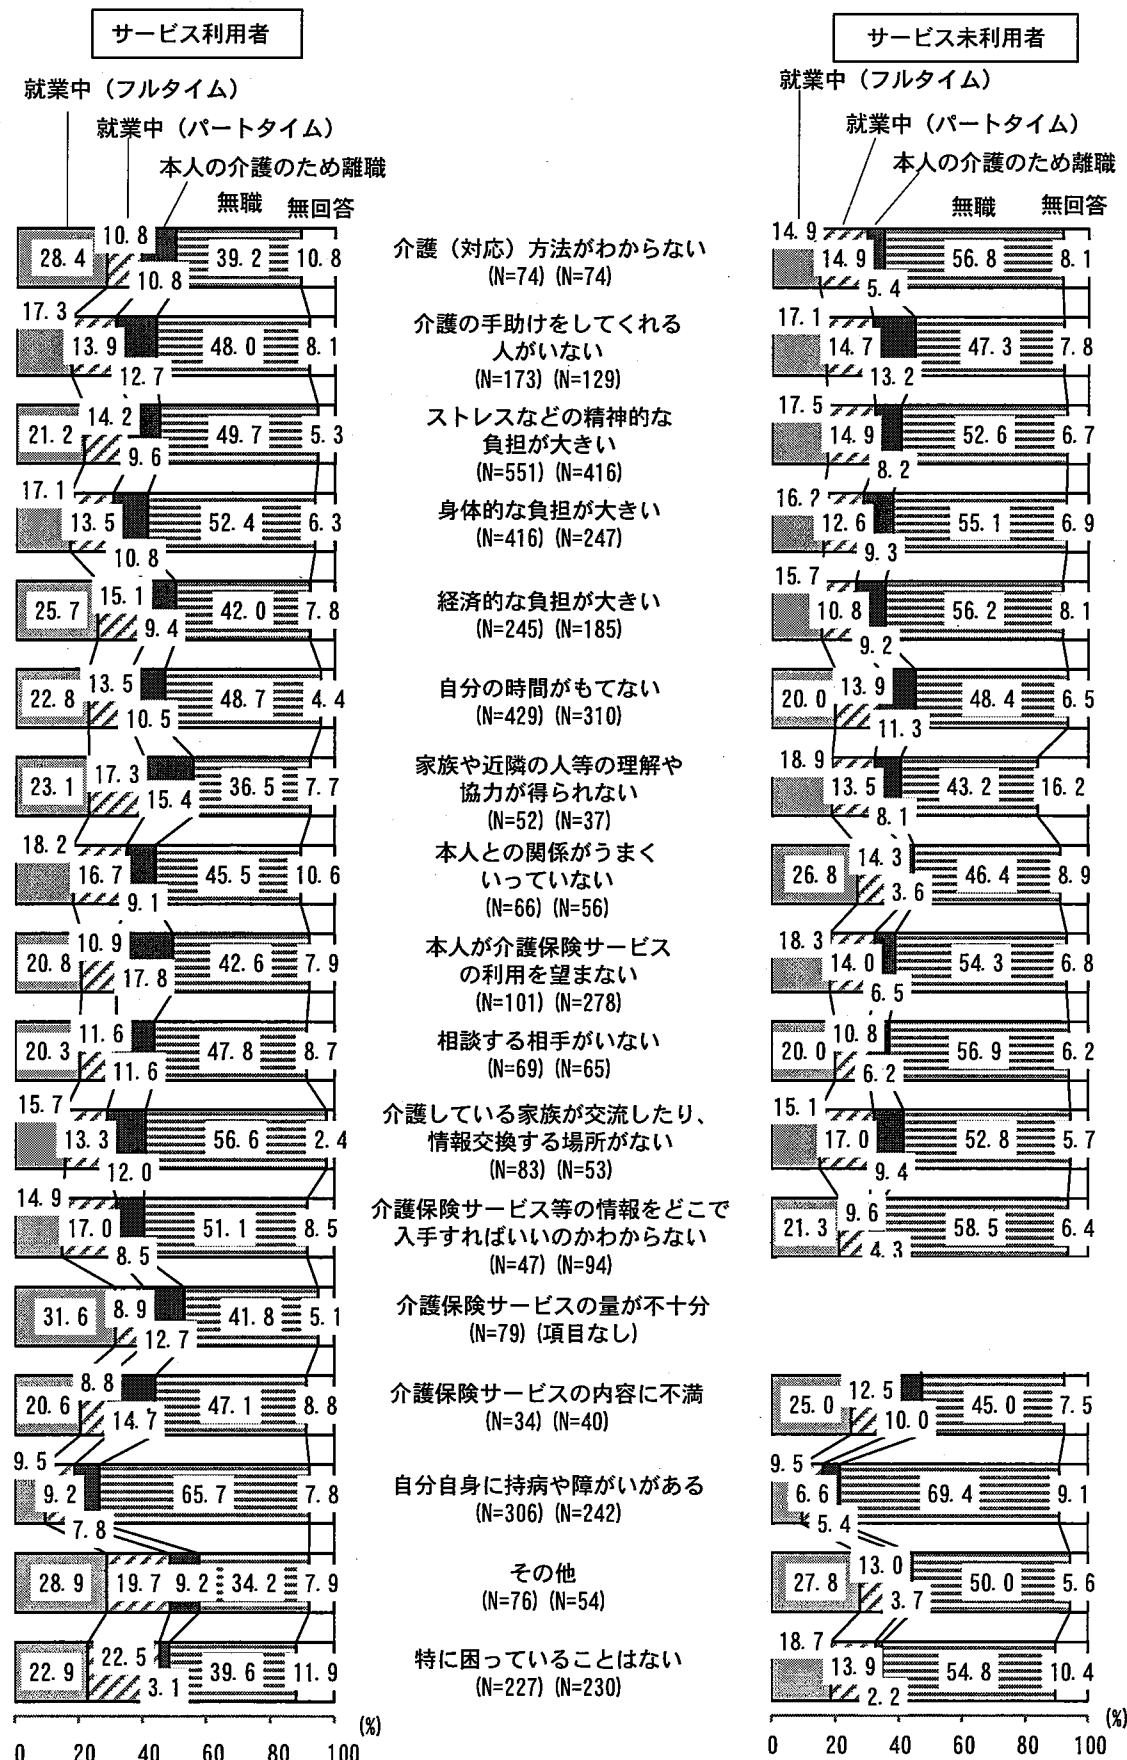 サービス利用者
就業中（フルタイム）
就業中（パートタイム）
本人の介護のため離職
無職 無回答
サービス未利用者
就業中（フルタイム）
就業中（パートタイム）
本人の介護のため離職
無職 無回答
28.4 10.8 10.8 39.2 10.8
介護（対応）方法がわからない
(N=74) (N=74)
14.9 14.9 5.4 56.8 8.1
17.3 13.9 12.7 48.0 8.1
介護の手助けをしてくれる
人がいない
(N=173) (N=129)
17.1 14.7 13.2 47.3 7.8
21.2 14.2 9.6 49.7 5.3
ストレスなどの精神的な
負担が大きい
(N=551) (N=416)
17.5 14.9 8.2 52.6 6.7
17.1 13.5 10.8 52.4 6.3
身体的な負担が大きい
(N=416) (N=247)
16.2 12.6 9.3 55.1 6.9
25.7 15.1 9.4 42.0 7.8
経済的な負担が大きい
(N=245) (N=185)
15.7 10.8 9.2 56.2 8.1
22.8 13.5 10.5 48.7 4.4
自分の時間がもてない
(N=429) (N=310)
20.0 13.9 11.3 48.4 6.5
23.1 17.3 15.4 36.5 7.7
家族や近隣の人等の理解や
協力が得られない
(N=52) (N=37)
18.9 13.5 8.1 43.2 16.2
18.2 16.7 9.1 45.5 10.6
本人との関係がうまく
いっていない
(N=66) (N=56)
26.8 14.3 3.6 46.4 8.9
20.8 10.9 17.8 42.6 7.9
本人が介護保険サービス
の利用を望まない
(N=101) (N=278)
18.3 14.0 6.5 54.3 6.8
20.3 11.6 11.6 47.8 8.7
相談する相手がいない
(N=69) (N=65)
20.0 10.8 6.2 56.9 6.2
15.7 13.3 12.0 56.6 2.4
介護している家族が交流したり、
情報交換する場所がない
(N=83) (N=53)
15.1 17.0 9.4 52.8 5.7
14.9 17.0 8.5 51.1 8.5
介護保険サービス等の情報をどこで
入手すればいいのかわからない
(N=47) (N=94)
21.3 9.6 4.3 58.5 6.4
31.6 8.9 12.7 41.8 5.1
介護保険サービスの量が不十分
(N=79) (項目なし)
20.6 8.8 14.7 47.1 8.8
介護保険サービスの内容に不満
(N=34) (N=40)
25.0 12.5 10.0 45.0 7.5
9.5 9.2 7.8 65.7 7.8
自分自身に持病や障がいがある
(N=306) (N=242)
9.5 6.6 5.4 69.4 9.1
28.9 19.7 9.2 34.2 7.9
その他
(N=76) (N=54)
27.8 13.0 3.7 50.0 5.6
22.9 22.5 3.1 39.6 11.9
特に困っていることはない
(N=227) (N=230)
18.7 13.9 2.2 54.8 10.4
0 20 40 60 80 100 (%)
0 20 40 60 80 100 (%)